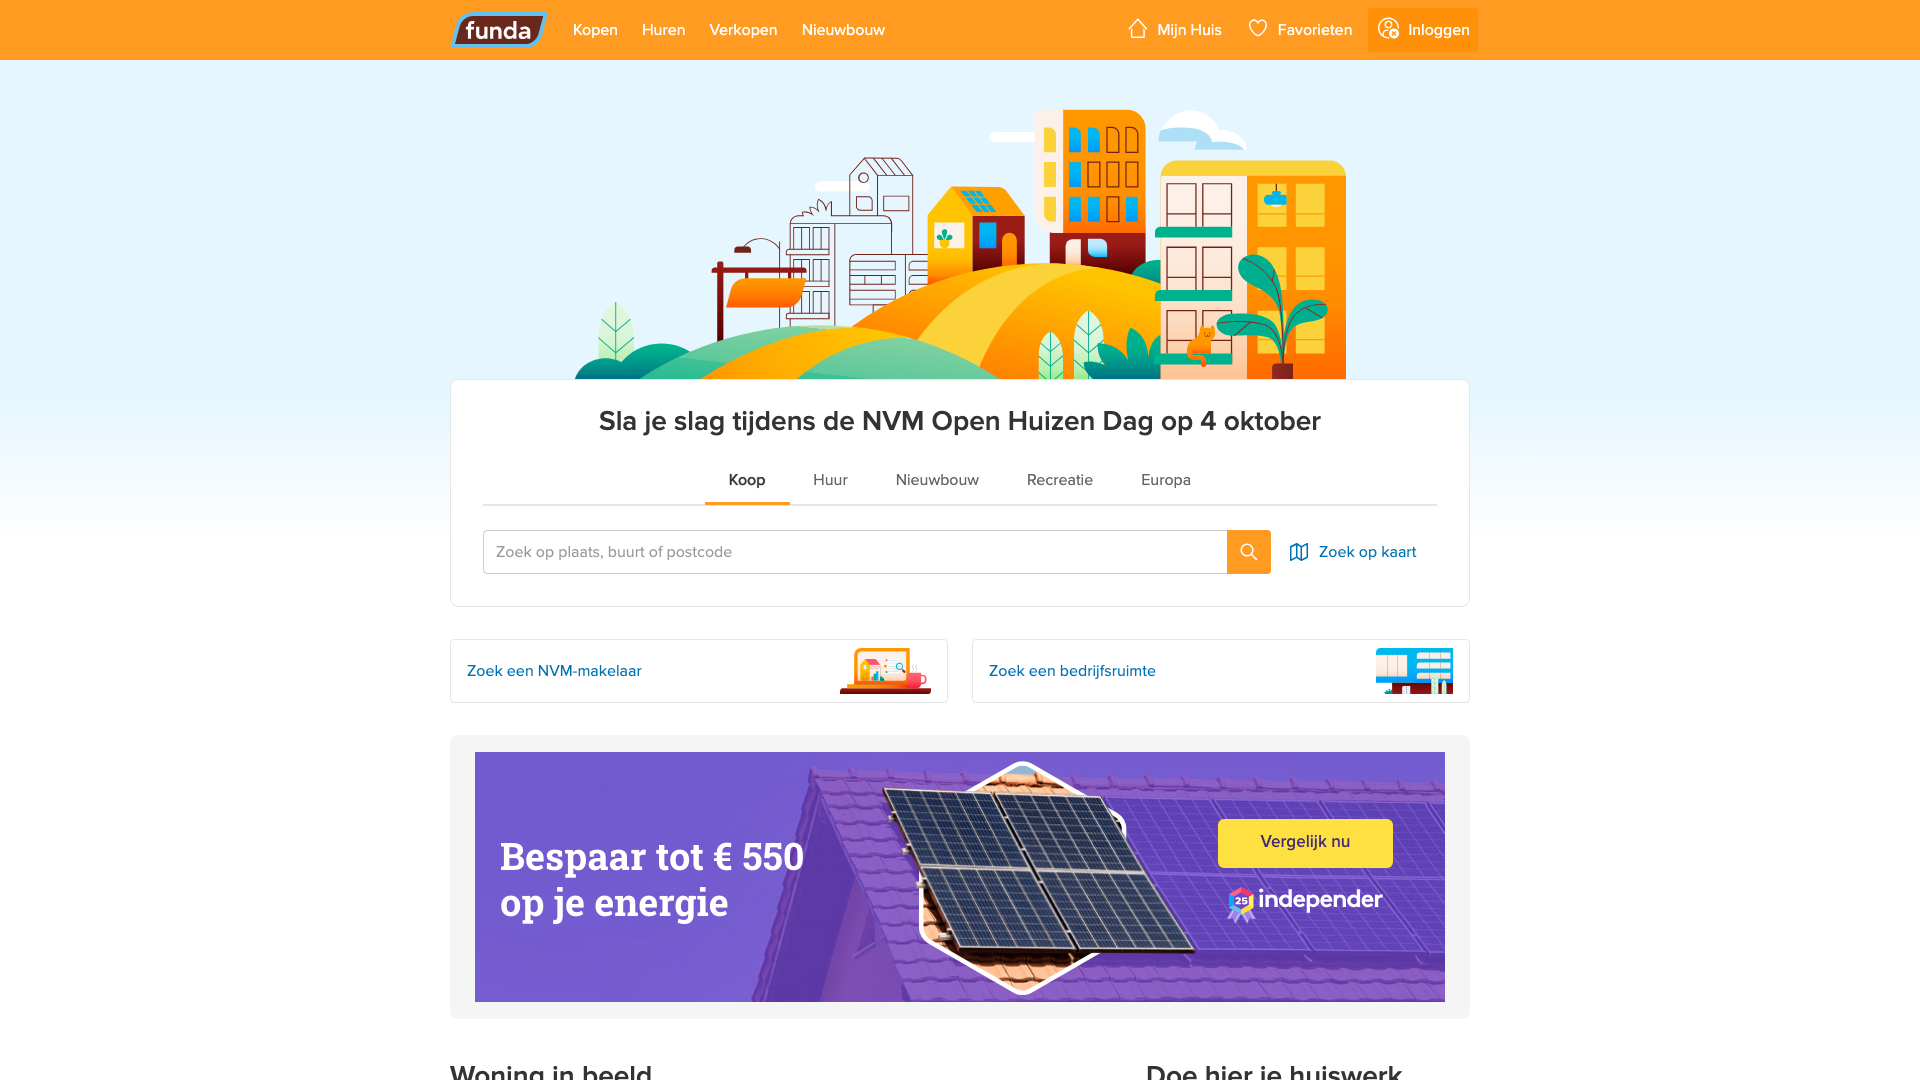 funda
Kopen
Huren
Verkopen
Nieuwbouw
Mijn Huis
Favorieten
Inloggen
Sla je slag tijdens de NVM Open Huizen Dag op 4 oktober
Koop
Huur
Nieuwbouw
Recreatie
Europa
Zoek op plaats, buurt of postcode
Zoek op kaart
Zoek een NVM-makelaar
Zoek een bedrijfsruimte
Bespaar tot € 550
op je energie
Vergelijk nu
25 independer
Woning in beeld
Doe hier je huiswerk